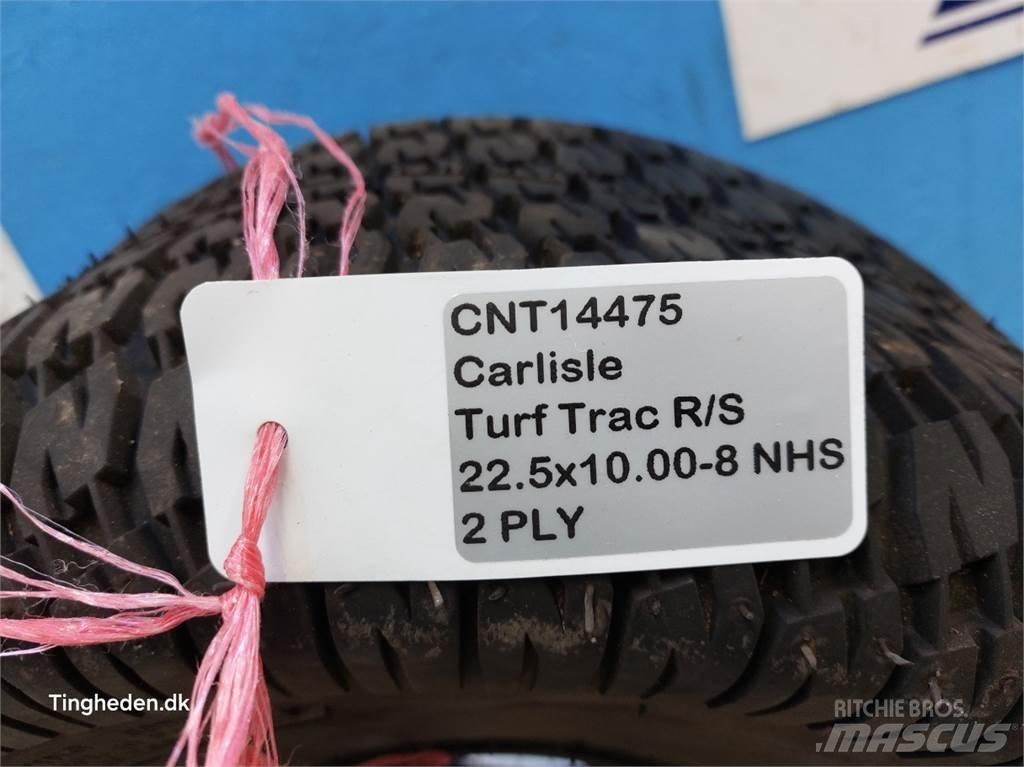 CNT14475
Carlisle
Turf Trac R/S
22.5x10.00-8 NHS
2 PLY
Tingheden.dk
RITCHIE BROS.
MASCUS